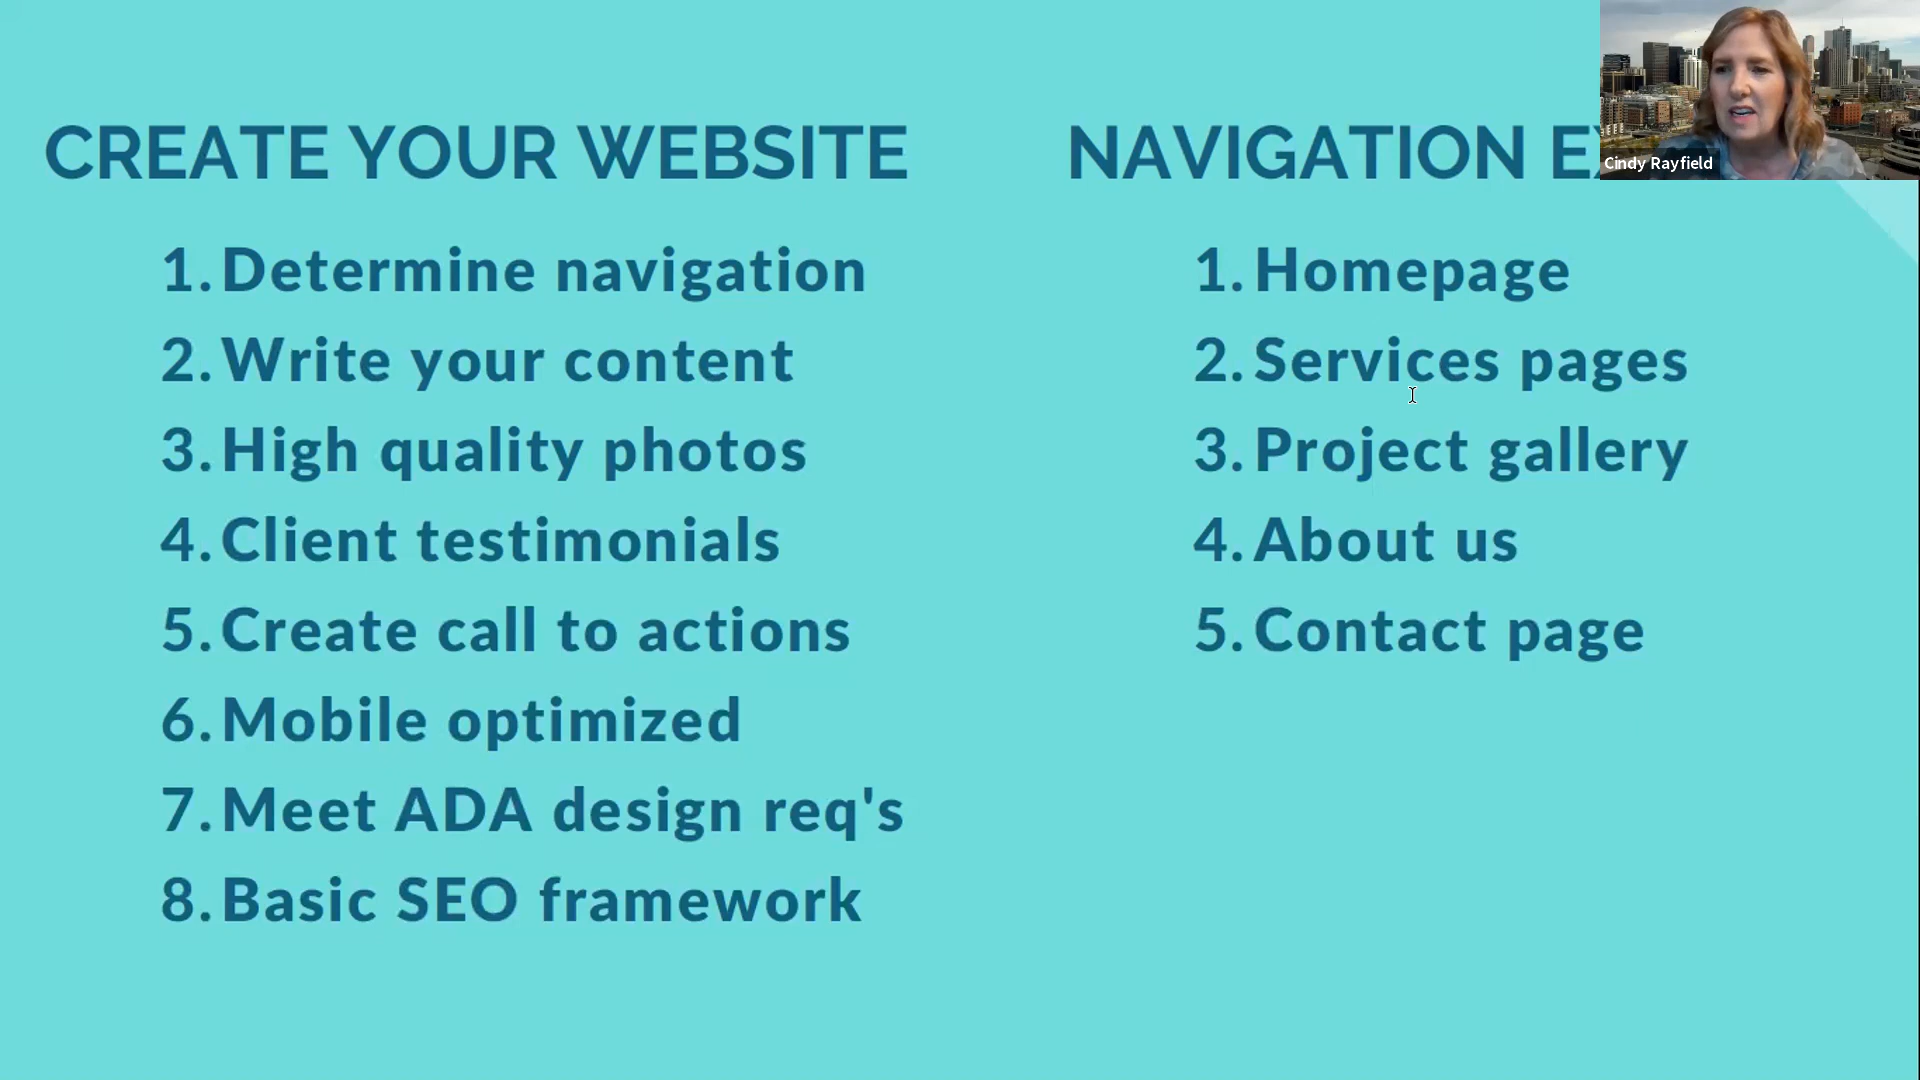 CREATE YOUR WEBSITE
1. Determine navigation
2. Write your content
3. High quality photos
4. Client testimonials
5. Create call to actions
6. Mobile optimized
7. Meet ADA design req's
8. Basic SEO framework
NAVIGATION
1. Homepage
2. Services pages
3. Project gallery
4. About us
5. Contact page
Cindy Rayfield